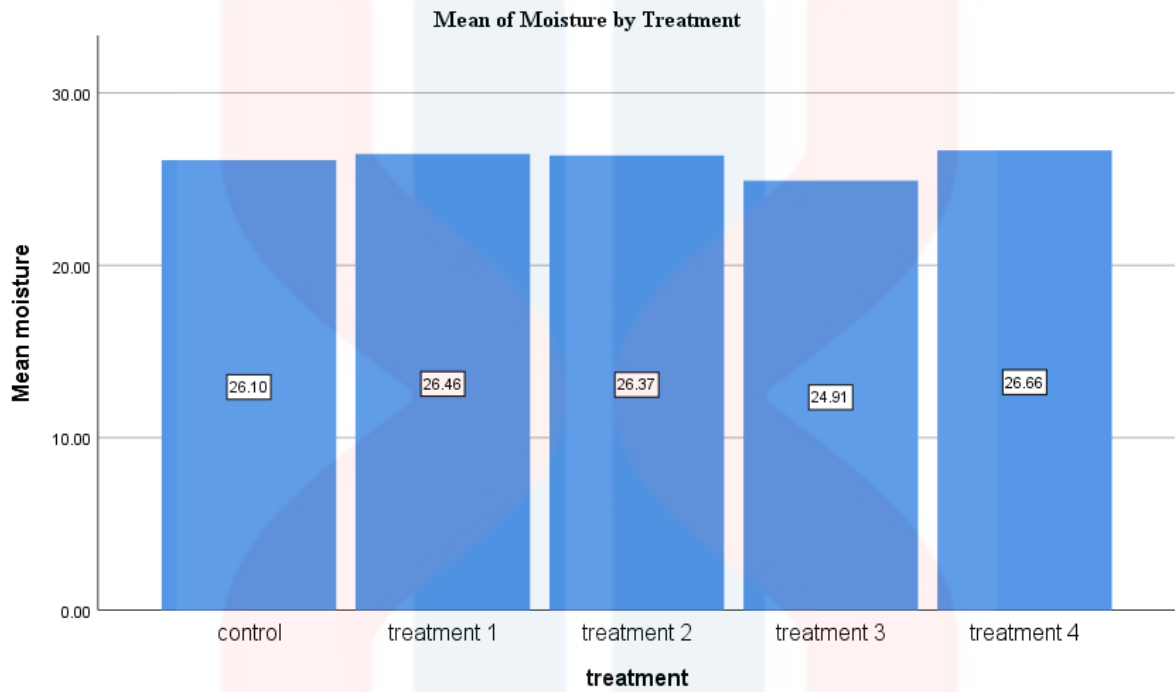 Mean of Moisture by Treatment
30.00
20.00
10.00
0.00
Mean moisture
26.10
26.46
26.37
24.91
26.66
control
treatment 1
treatment 2
treatment 3
treatment 4
treatment